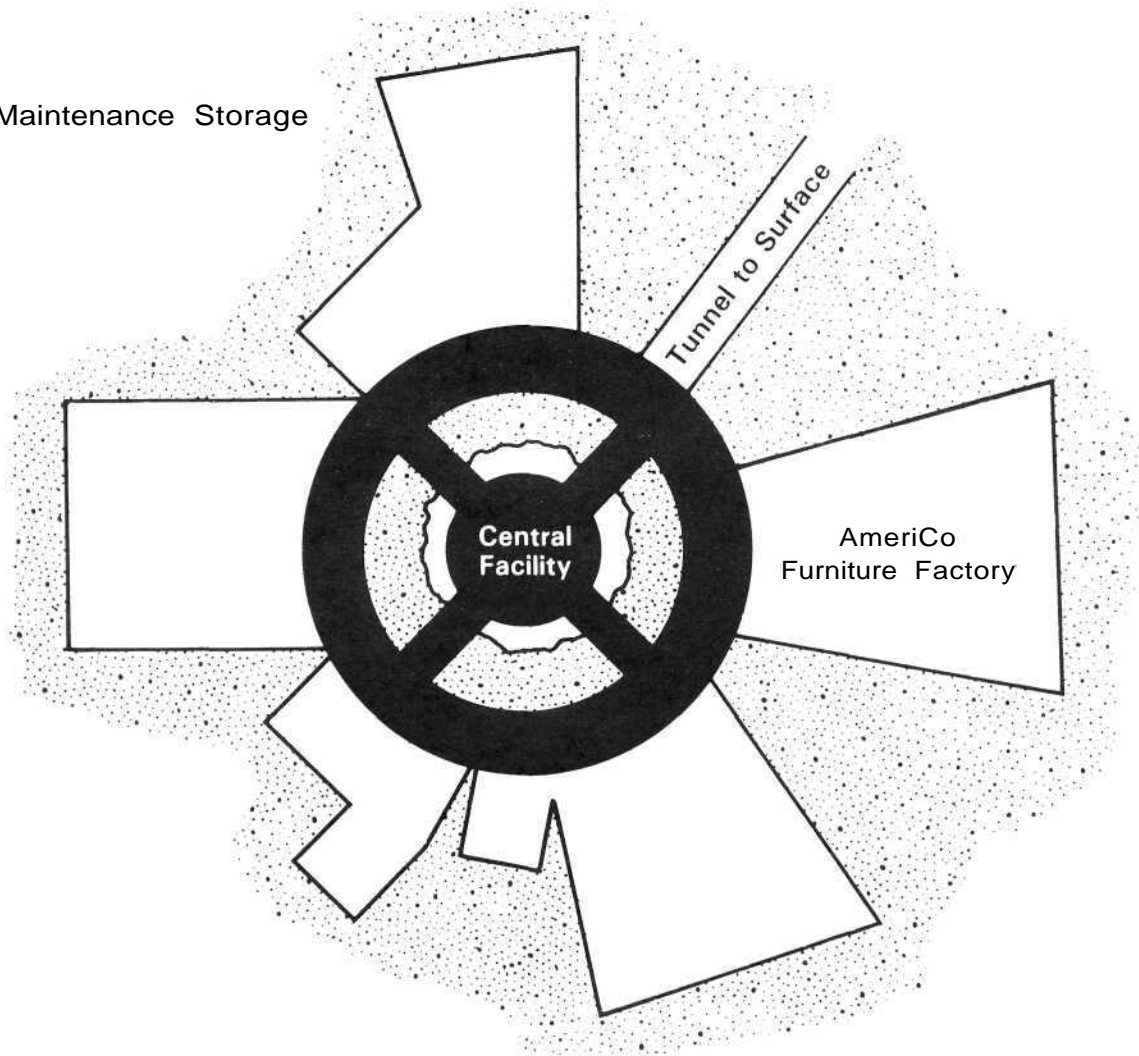 Maintenance Storage
Tunnel to Surface
Central
Facility
AmeriCo
Furniture Factory